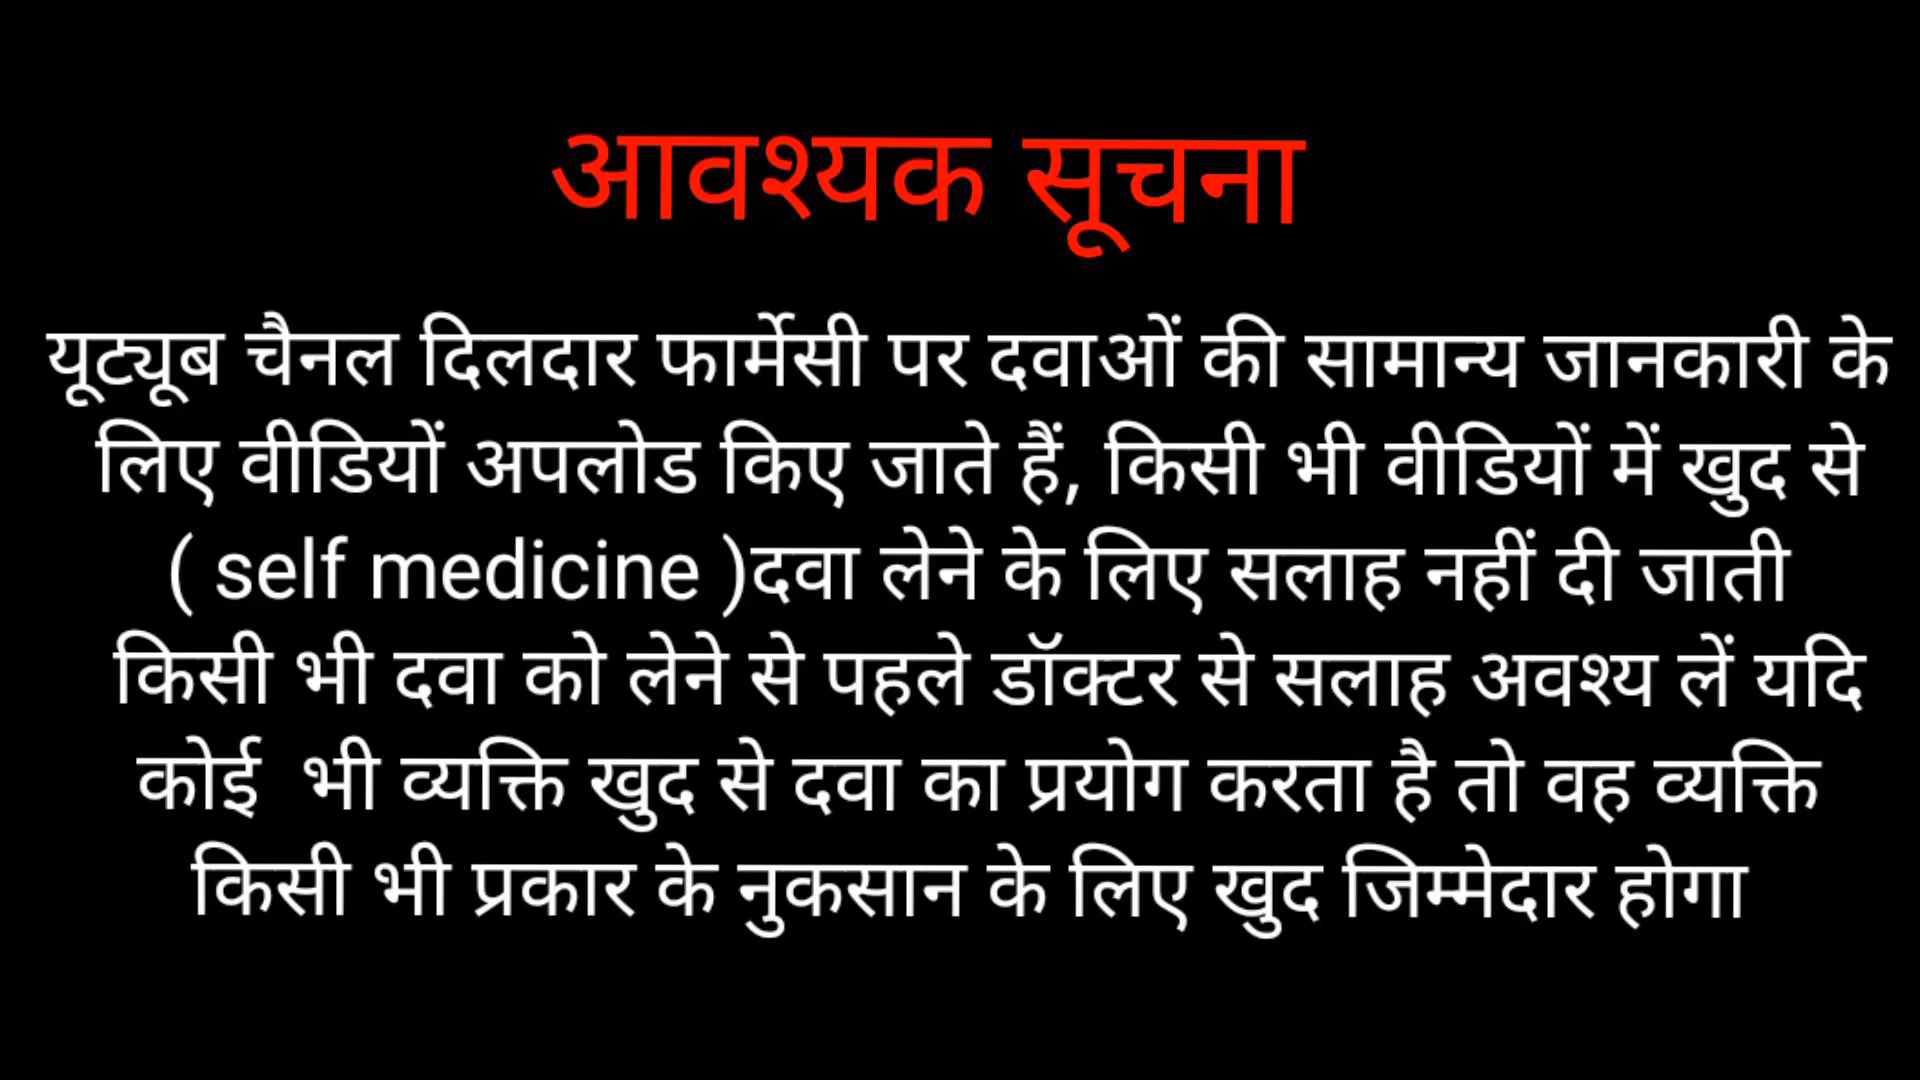 आवश्यक सूचना
यूट्यूब चैनल दिलदार फार्मेसी पर दवाओं की सामान्य जानकारी के
लिए वीडियों अपलोड किए जाते हैं, किसी भी वीडियों में खुद से
( self medicine )दवा लेने के लिए सलाह नहीं दी जाती
किसी भी दवा को लेने से पहले डॉक्टर से सलाह अवश्य लें यदि
कोई  भी व्यक्ति खुद से दवा का प्रयोग करता है तो वह व्यक्ति
किसी भी प्रकार के नुकसान के लिए खुद जिम्मेदार होगा